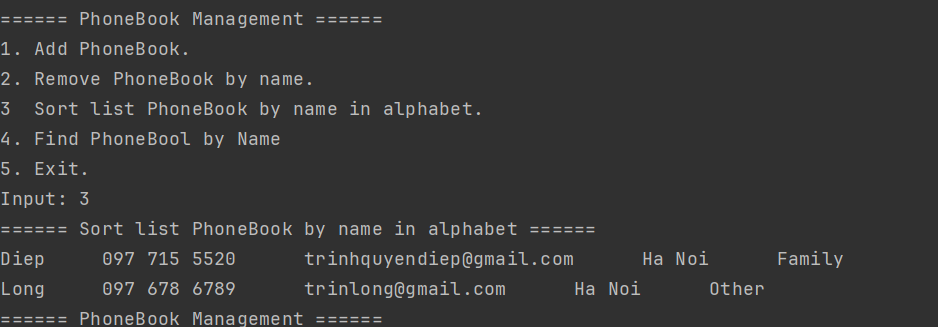 ====== PhoneBook Management ======
1. Add PhoneBook.
2. Remove PhoneBook by name.
3  Sort list PhoneBook by name in alphabet.
4. Find PhoneBool by Name
5. Exit.
Input: 3
====== Sort list PhoneBook by name in alphabet ======
Diep     097 715 5520      trinhquyendiep@gmail.com      Ha Noi      Family
Long     097 678 6789      trinlong@gmail.com      Ha Noi      Other
====== PhoneBook Management ======